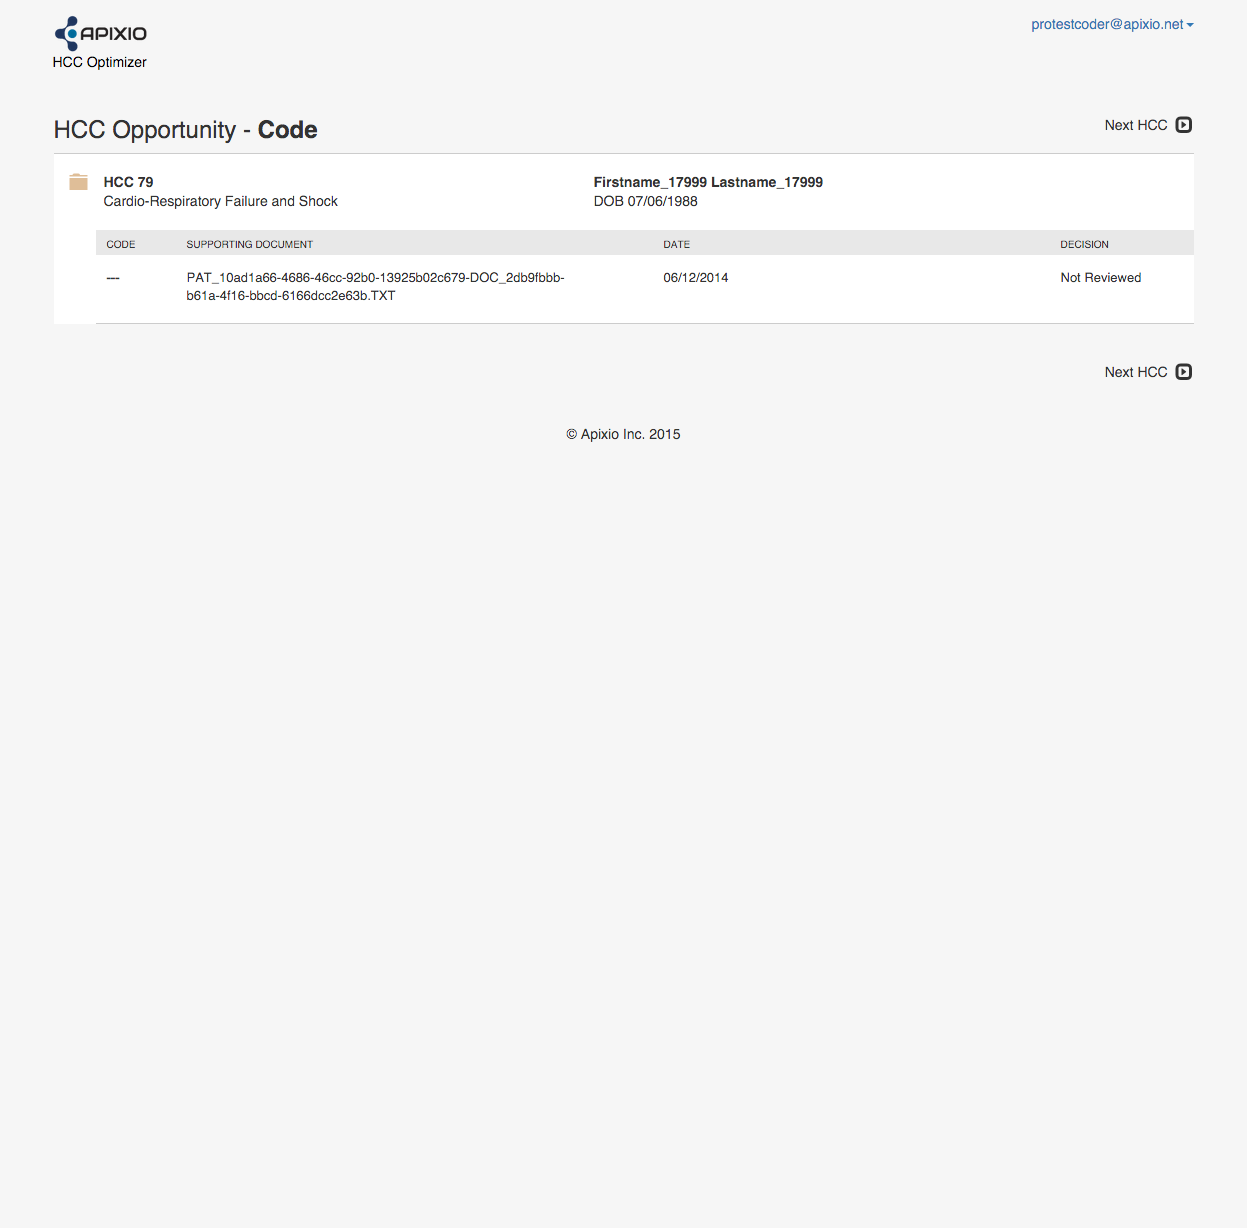 APIXIO
protestcoder@apixio.net
HCC Optimizer
HCC Opportunity - Code
Next HCC
HCC 79
Firstname_17999 Lastname_17999
Cardio-Respiratory Failure and Shock
DOB 07/06/1988
CODE SUPPORTING DOCUMENT DATE DECISION
--- PAT_10ad1a66-4686-46cc-92b0-13925b02c679-DOC_2db9fbbb- 06/12/2014 Not Reviewed
b61a-4f16-bbcd-6166dcc2e63b.TXT
Next HCC
© Apixio Inc. 2015